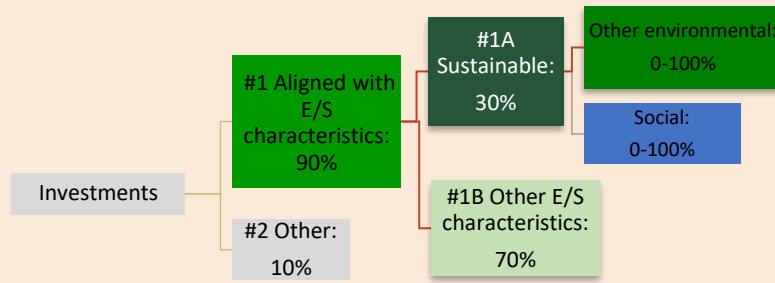 Investments
#1 Aligned with
E/S
characteristics:
90%
#2 Other:
10%
#1A
Sustainable:
30%
#1B Other E/S
characteristics:
70%
Other environmental:
0-100%
Social:
0-100%